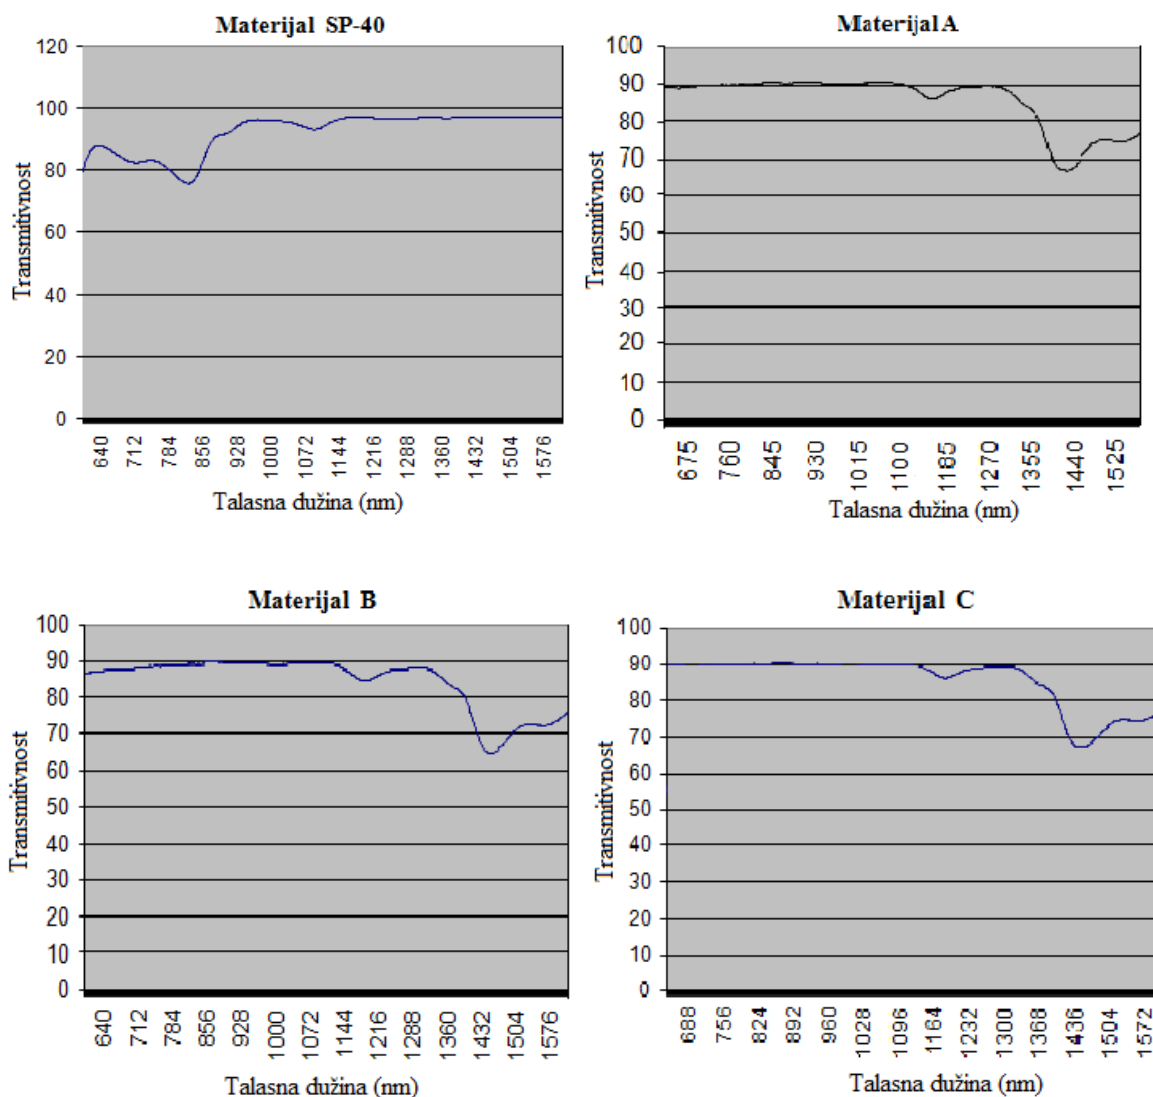 Materijal SP-40
120
100
80
60
40
20
0
Transmitivnost
640 712 784 856 928 1000 1072 1144 1216 1288 1360 1432 1504 1576
Talasna dužina (nm)
Materijal A
100
90
80
70
60
50
40
30
20
10
0
Transmitivnost
675 760 845 930 1015 1100 1185 1270 1355 1440 1525
Talasna dužina (nm)
Materijal B
100
90
80
70
60
50
40
30
20
10
0
Transmitivnost
640 712 784 856 928 1000 1072 1144 1216 1288 1360 1432 1504 1576
Talasna dužina (nm)
Materijal C
100
90
80
70
60
50
40
30
20
10
0
Transmitivnost
688 756 824 892 960 1028 1096 1164 1232 1300 1368 1436 1504 1572
Talasna dužina (nm)